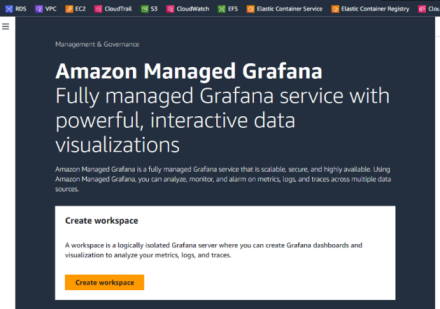 RDS VPC EC2 CloudTrail S3 CloudWatch EFS Elastic Container Service Elastic Container Registry
Management & Governance
Amazon Managed Grafana
Fully managed Grafana service with
powerful, interactive data
visualizations
Amazon Managed Grafana is a fully managed Grafana service that is scalable, secure, and highly available. Using
Amazon Managed Grafana, you can analyze, monitor, and alarm on metrics, logs, and traces across multiple data
sources.
Create workspace
A workspace is a logically isolated Grafana server where you can create Grafana dashboards and
visualization to analyze your metrics, logs, and traces.
Create workspace